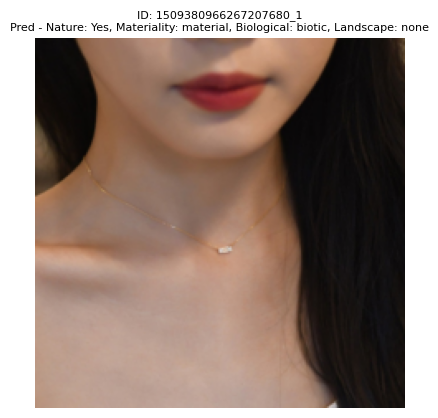 ID: 1509380966267207680_1
Pred - Nature: Yes, Materiality: material, Biological: biotic, Landscape: none